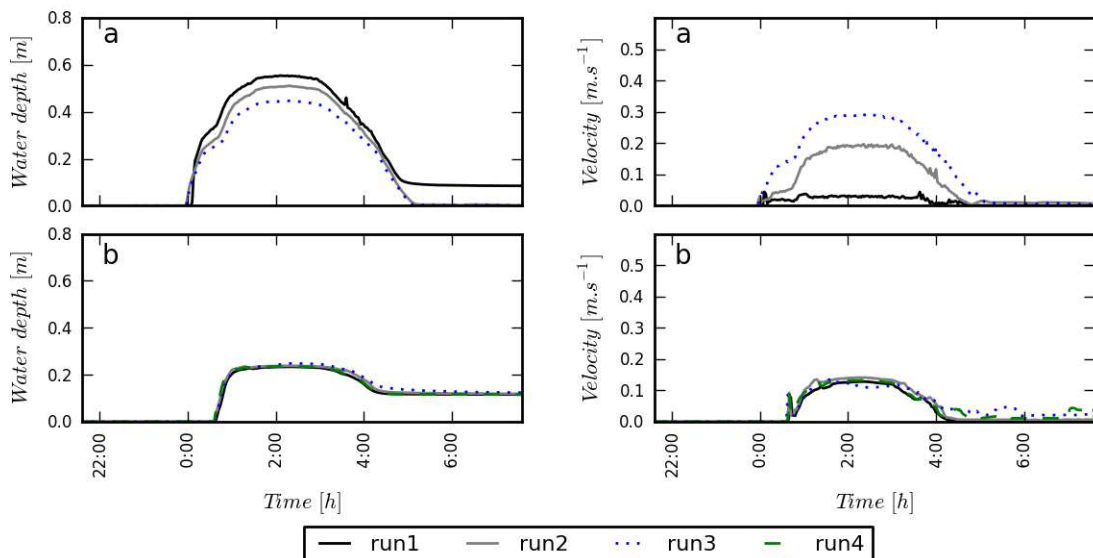 a
0.8
0.6
0.4
0.2
0.0
Water depth [m]
a
0.5
0.4
0.3
0.2
0.1
0.0
Velocity [m.s⁻¹]
b
0.8
0.6
0.4
0.2
0.0
Water depth [m]
22:00
0:00
2:00
4:00
6:00
Time [h]
b
0.5
0.4
0.3
0.2
0.1
0.0
Velocity [m.s⁻¹]
22:00
0:00
2:00
4:00
6:00
Time [h]
run1 run2 run3 run4